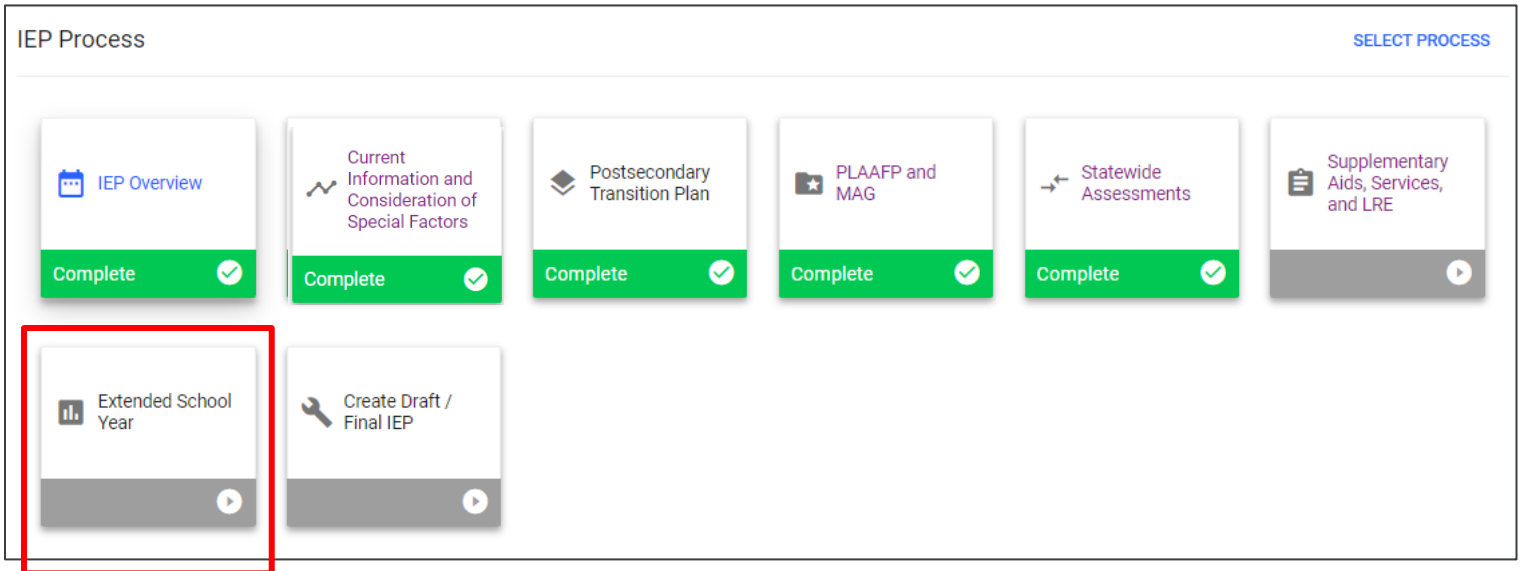 IEP Process
SELECT PROCESS
IEP Overview
Complete
Current
Information and
Consideration of
Special Factors
Complete
Postsecondary
Transition Plan
Complete
PLAAFP and
MAG
Complete
Statewide
Assessments
Complete
Supplementary
Aids, Services,
and LRE
Extended School
Year
Create Draft /
Final IEP